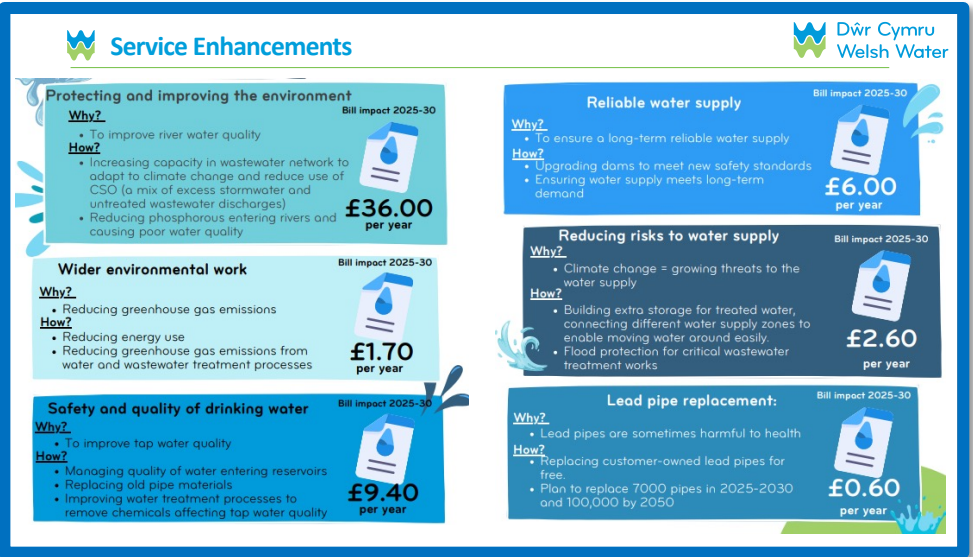 Service Enhancements
Dŵr Cymru
Welsh Water
Protecting and improving the environment
Bill impact 2025-30
Why?
• To improve river water quality
How?
• Increasing capacity in wastewater network to
adapt to climate change and reduce use of
CSO (a mix of excess stormwater and
untreated wastewater discharges)
• Reducing phosphorous entering rivers and
causing poor water quality
£36.00
per year
Wider environmental work
Bill impact 2025-30
Why?
• Reducing greenhouse gas emissions
How?
• Reducing energy use
• Reducing greenhouse gas emissions from
water and wastewater treatment processes
£1.70
per year
Safety and quality of drinking water
Bill impact 2025-30
Why?
• To improve tap water quality
How?
• Managing quality of water entering reservoirs
• Replacing old pipe materials
• Improving water treatment processes to
remove chemicals affecting tap water quality
£9.40
per year
Reliable water supply
Bill impact 2025-30
Why?
• To ensure a long-term reliable water supply
How?
• Upgrading dams to meet new safety standards
• Ensuring water supply meets long-term
demand
£6.00
per year
Reducing risks to water supply
Bill impact 2025-30
Why?
• Climate change = growing threats to the
water supply
How?
• Building extra storage for treated water,
connecting different water supply zones to
enable moving water around easily.
• Flood protection for critical wastewater
treatment works
£2.60
per year
Lead pipe replacement:
Bill impact 2025-30
Why?
• Lead pipes are sometimes harmful to health
How?
• Replacing customer-owned lead pipes for
free.
• Plan to replace 7000 pipes in 2025-2030
and 100,000 by 2050
£0.60
per year